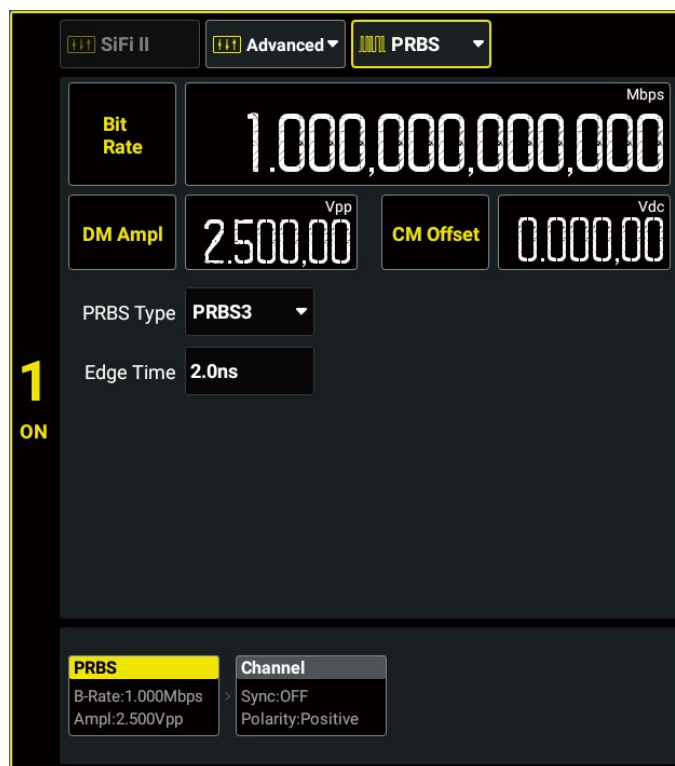 SiFi II
Advanced
PRBS
Bit
Rate
Mbps
1.000,000,000,000
DM Ampl
Vpp
2.500,00
CM Offset
Vdc
0.000,00
PRBS Type
PRBS3
Edge Time
2.0ns
1
ON
PRBS
B-Rate:1.000Mbps
Ampl:2.500Vpp
>
Channel
Sync:OFF
Polarity:Positive